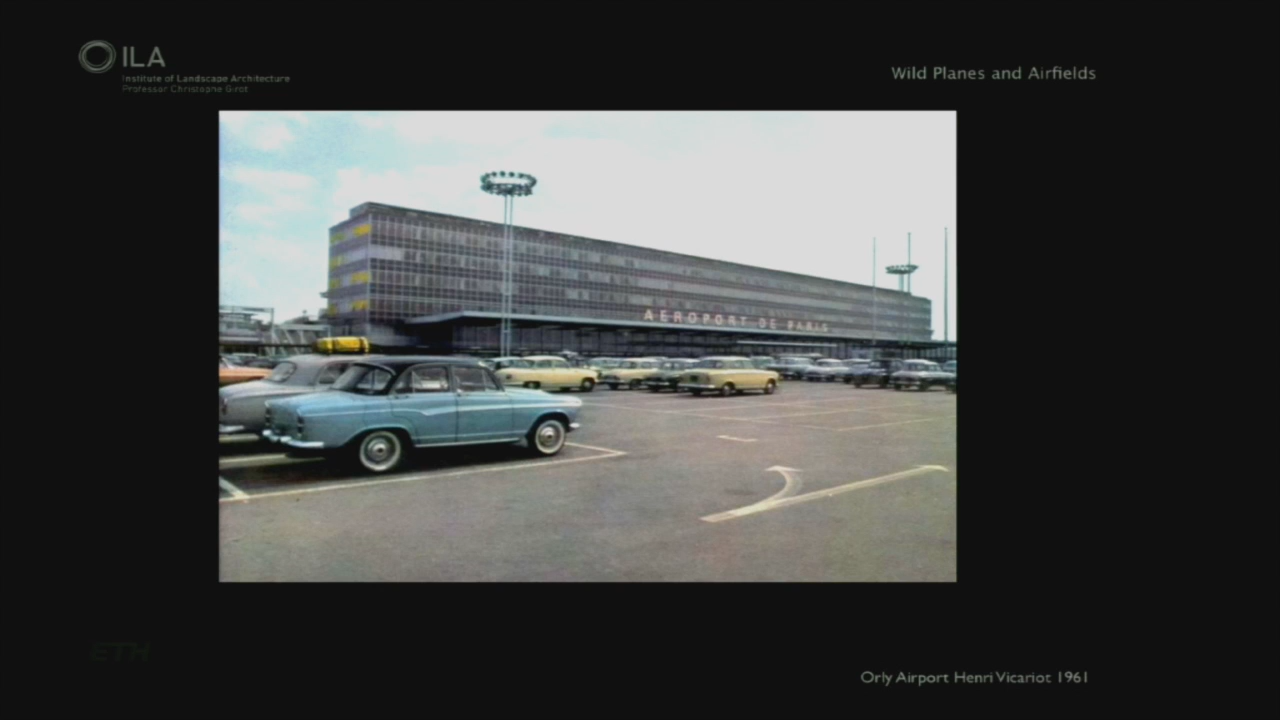 ILA
Institute of Landscape Architecture
Professor Christophe Girot
Wild Planes and Airfields
AEROPORT DE PARIS
ETH
Orly Airport Henri Vicariot 1961